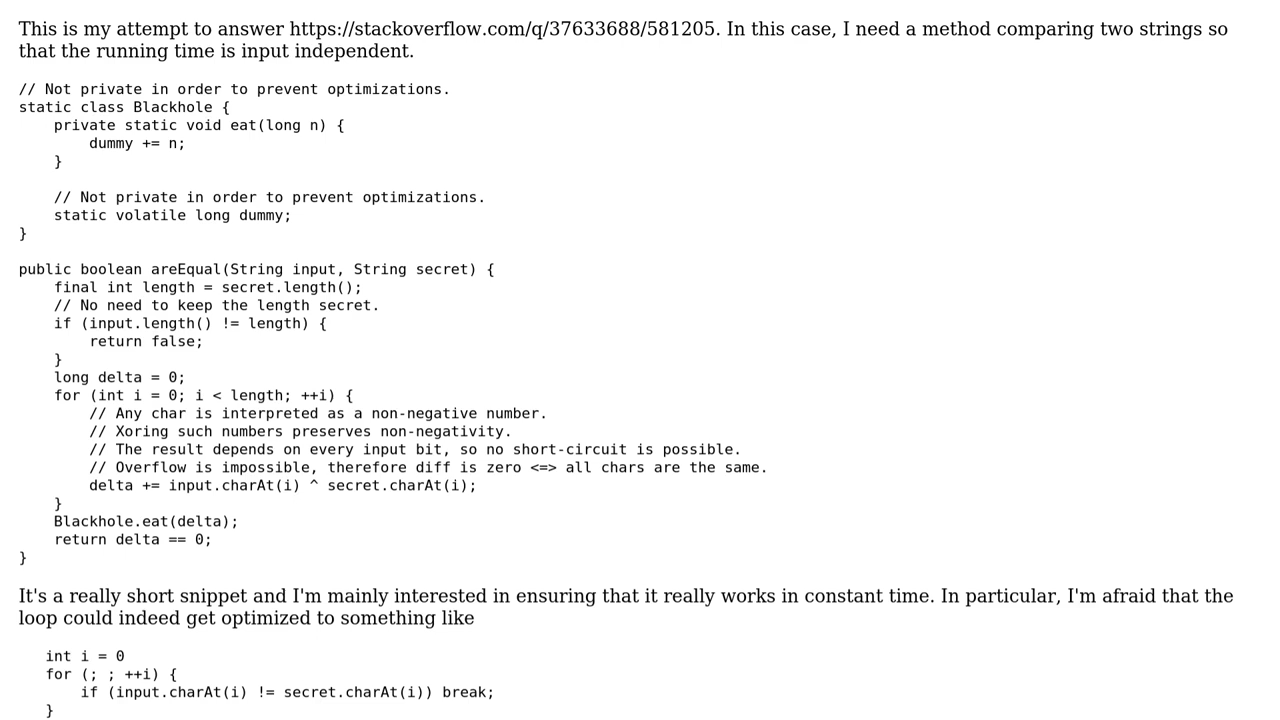 This is my attempt to answer https://stackoverflow.com/q/37633688/581205. In this case, I need a method comparing two strings so
that the running time is input independent.
// Not private in order to prevent optimizations.
static class Blackhole {
    private static void eat(long n) {
        dummy += n;
    }
    // Not private in order to prevent optimizations.
    static volatile long dummy;
}
public boolean areEqual(String input, String secret) {
    final int length = secret.length();
    // No need to keep the length secret.
    if (input.length() != length) {
        return false;
    }
    long delta = 0;
    for (int i = 0; i < length; ++i) {
        // Any char is interpreted as a non-negative number.
        // Xoring such numbers preserves non-negativity.
        // The result depends on every input bit, so no short-circuit is possible.
        // Overflow is impossible, therefore diff is zero <=> all chars are the same.
        delta += input.charAt(i) ^ secret.charAt(i);
    }
    Blackhole.eat(delta);
    return delta == 0;
}
It's a really short snippet and I'm mainly interested in ensuring that it really works in constant time. In particular, I'm afraid that the
loop could indeed get optimized to something like
   int i = 0
   for (; ; ++i) {
       if (input.charAt(i) != secret.charAt(i)) break;
   }